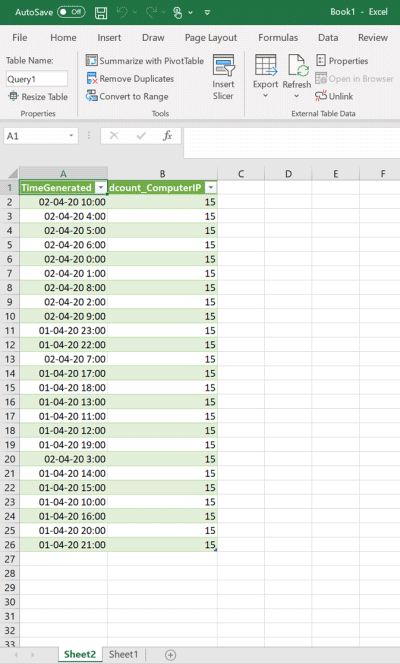 AutoSave Off Book1 - Excel
File Home Insert Page Layout Formulas Data Review
Table Name: Summarize with PivotTable Properties
Query1 Remove Duplicates Insert Export Refresh Open in Browser
Resize Table Convert to Range Slicer Unlink
Properties Tools External Table Data
A1 fx
A B C D E F
1 TimeGenerated dcount_ComputerIP
2 02-04-20 10:00 15
3 02-04-20 4:00 15
4 02-04-20 5:00 15
5 02-04-20 6:00 15
6 02-04-20 0:00 15
7 02-04-20 1:00 15
8 02-04-20 8:00 15
9 02-04-20 2:00 15
10 02-04-20 9:00 15
11 01-04-20 23:00 15
12 01-04-20 22:00 15
13 02-04-20 7:00 15
14 01-04-20 17:00 15
15 01-04-20 18:00 15
16 01-04-20 13:00 15
17 01-04-20 11:00 15
18 01-04-20 12:00 15
19 01-04-20 19:00 15
20 02-04-20 3:00 15
21 01-04-20 14:00 15
22 01-04-20 15:00 15
23 01-04-20 10:00 15
24 01-04-20 16:00 15
25 01-04-20 20:00 15
26 01-04-20 21:00 15
27
28
29
30
31
32
33
Sheet2 Sheet1